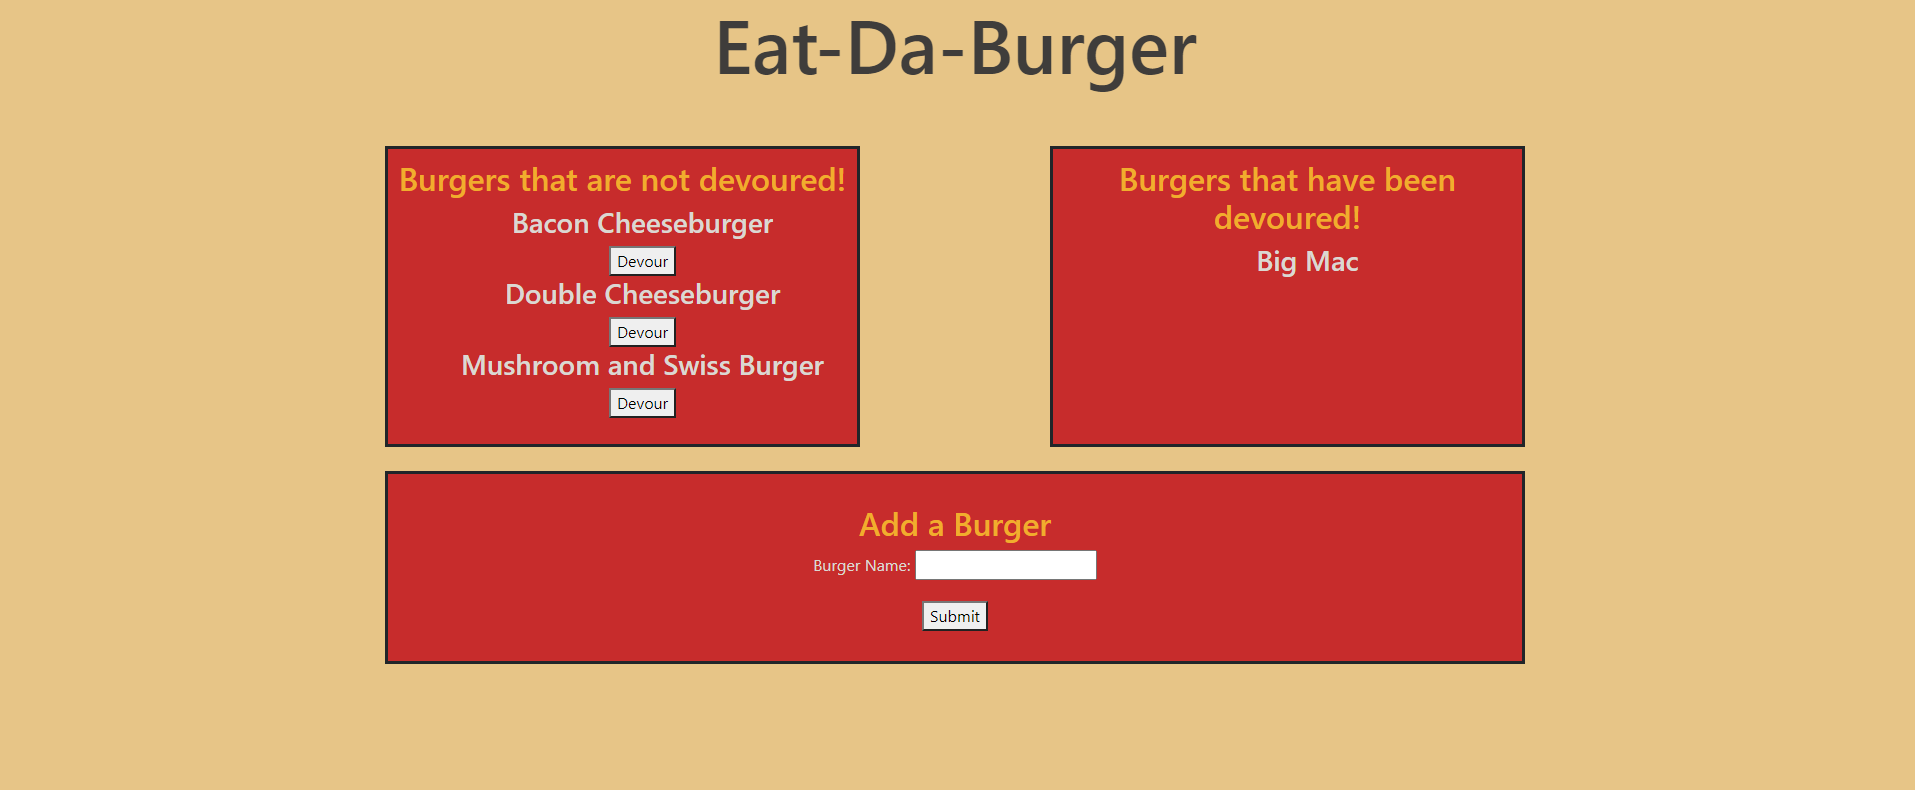 Eat-Da-Burger
Burgers that are not devoured!
Bacon Cheeseburger
Devour
Double Cheeseburger
Devour
Mushroom and Swiss Burger
Devour
Burgers that have been
devoured!
Big Mac
Add a Burger
Burger Name:
Submit